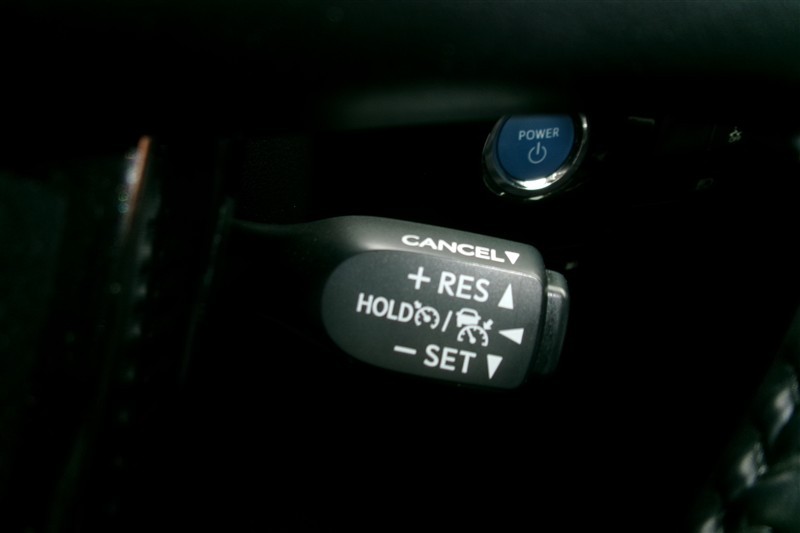 POWER
CANCEL▼
+ RES ▲
HOLD / ◀
− SET ▼